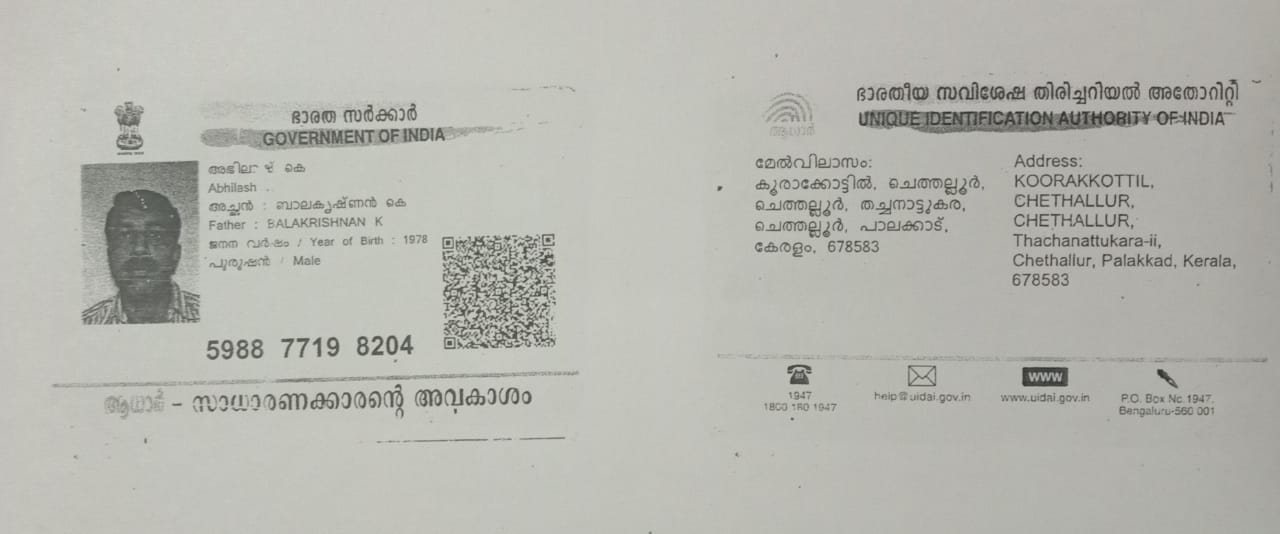 ഭാരത സർക്കാർ
GOVERNMENT OF INDIA
കെ
Abhilash
അച്ഛൻ : ബാലകൃഷ്ണൻ കെ
Father : BALAKRISHNAN K
ജനന വർഷം / Year of Birth : 1978
പുരുഷൻ / Male
5988 7719 8204
ആധാർ - സാധാരണക്കാരന്റെ അവകാശം
ഭാരതീയ സവിശേഷ തിരിച്ചറിയൽ അതോറിറ്റി
UNIQUE IDENTIFICATION AUTHORITY OF INDIA
ആധാർ
മേൽവിലാസം:
കൂരാക്കോട്ടിൽ, ചെത്തല്ലൂർ,
ചെത്തല്ലൂർ, തച്ചനാട്ടുകര,
ചെത്തല്ലൂർ, പാലക്കാട്,
കേരളം, 678583
Address:
KOORAKKOTTIL,
CHETHALLUR,
CHETHALLUR,
Thachanattukara-ii,
Chethallur, Palakkad, Kerala,
678583
1947
1800 180 1947
help@uidai.gov.in
www
www.uidai.gov.in
P.O. Box No.1947,
Bengaluru-560 001